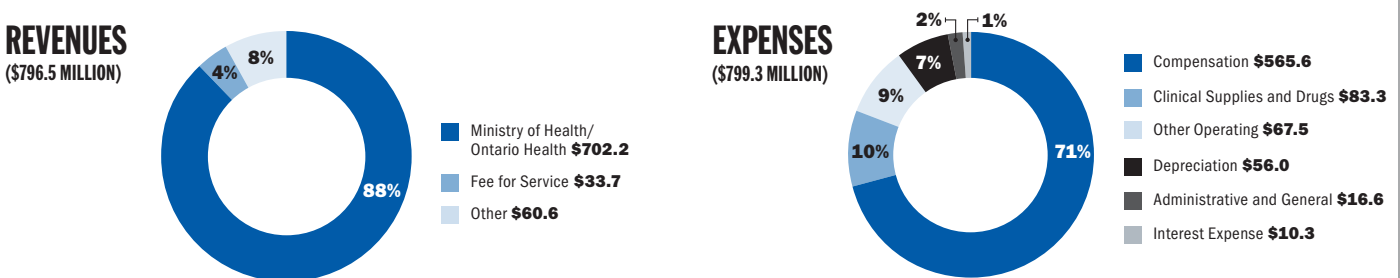 REVENUES
($796.5 MILLION)
8%
4%
88%
Ministry of Health/
Ontario Health $702.2
Fee for Service $33.7
Other $60.6
EXPENSES
($799.3 MILLION)
2%
1%
7%
9%
10%
71%
Compensation $565.6
Clinical Supplies and Drugs $83.3
Other Operating $67.5
Depreciation $56.0
Administrative and General $16.6
Interest Expense $10.3